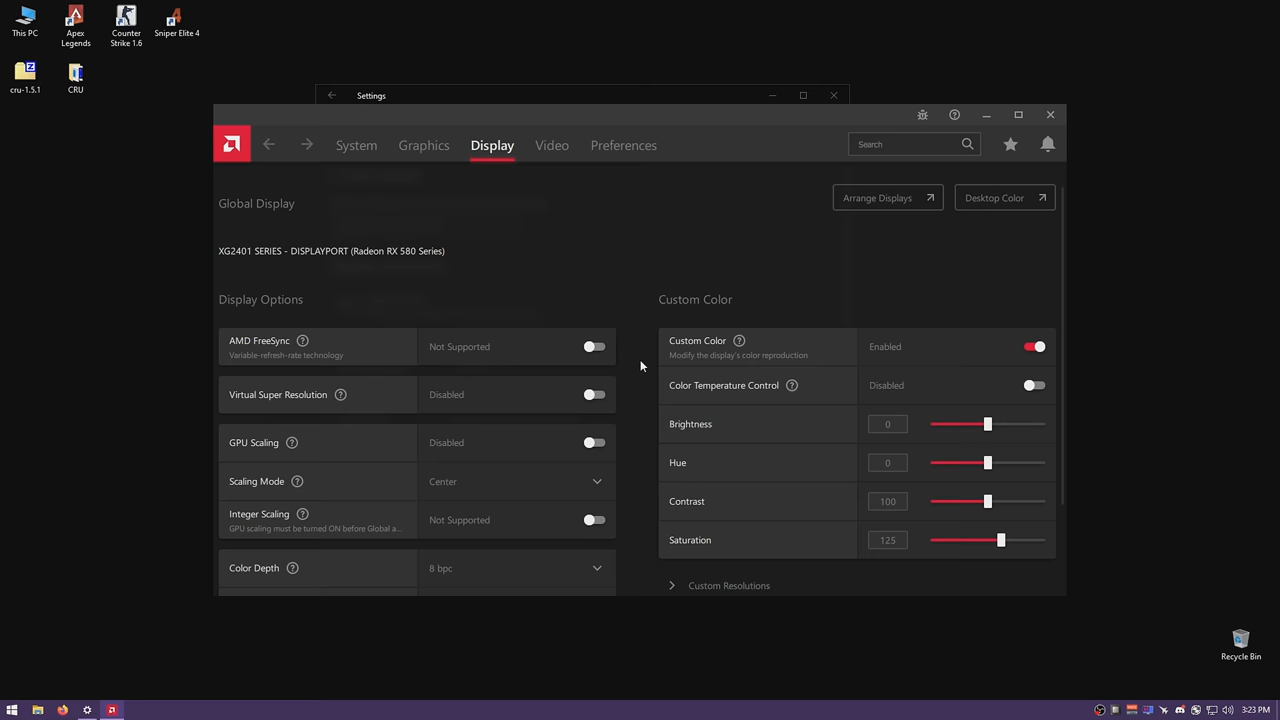 This PC
Apex Legends
Counter Strike 1.6
Sniper Elite 4
cru-1.5.1
CRU
Settings
System
Graphics
Display
Video
Preferences
Search
Global Display
Arrange Displays
Desktop Color
XG2401 SERIES - DISPLAYPORT (Radeon RX 580 Series)
Display Options
AMD FreeSync
Variable-refresh-rate technology
Not Supported
Virtual Super Resolution
Disabled
GPU Scaling
Disabled
Scaling Mode
Center
Integer Scaling
GPU scaling must be turned ON before Global a...
Not Supported
Color Depth
8 bpc
Custom Color
Custom Color
Modify the display's color reproduction
Enabled
Color Temperature Control
Disabled
Brightness
0
Hue
0
Contrast
100
Saturation
125
Custom Resolutions
Recycle Bin
3:23 PM